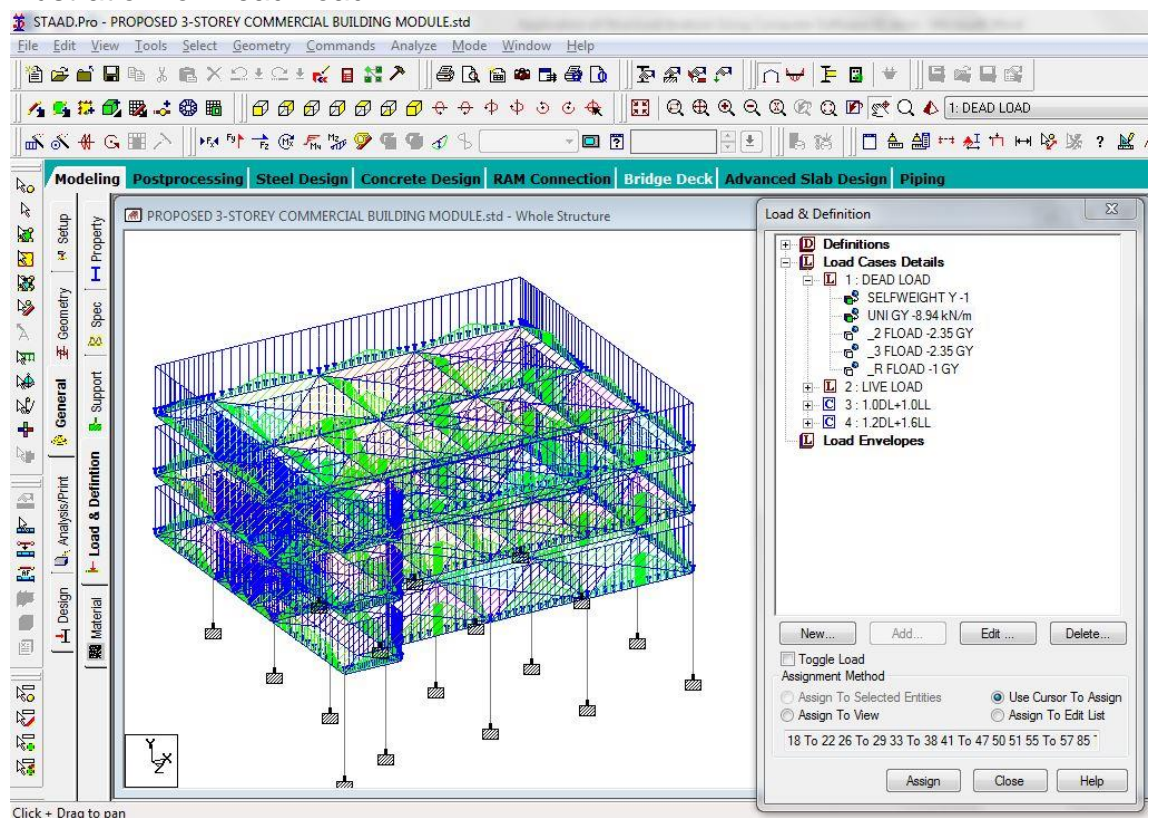 STAAD.Pro - PROPOSED 3-STOREY COMMERCIAL BUILDING MODULE.std
File Edit View Tools Select Geometry Commands Analyze Mode Window Help
1: DEAD LOAD
Modeling Postprocessing Steel Design Concrete Design RAM Connection Bridge Deck Advanced Slab Design Piping
Setup
Geometry
General
Analysis/Print
Design
Property
Spec
Support
Load & Definition
Material
PROPOSED 3-STOREY COMMERCIAL BUILDING MODULE.std - Whole Structure
Y
X
Z
Load & Definition
Definitions
Load Cases Details
1 : DEAD LOAD
SELFWEIGHT Y -1
UNI GY -8.94 kN/m
_2 FLOAD -2.35 GY
_3 FLOAD -2.35 GY
_R FLOAD -1 GY
2 : LIVE LOAD
3 : 1.0DL+1.0LL
4 : 1.2DL+1.6LL
Load Envelopes
New... Add... Edit ... Delete...
Toggle Load
Assignment Method
Assign To Selected Entities Use Cursor To Assign
Assign To View Assign To Edit List
18 To 22 26 To 29 33 To 38 41 To 47 50 51 55 To 57 85
Assign Close Help
Click + Drag to pan